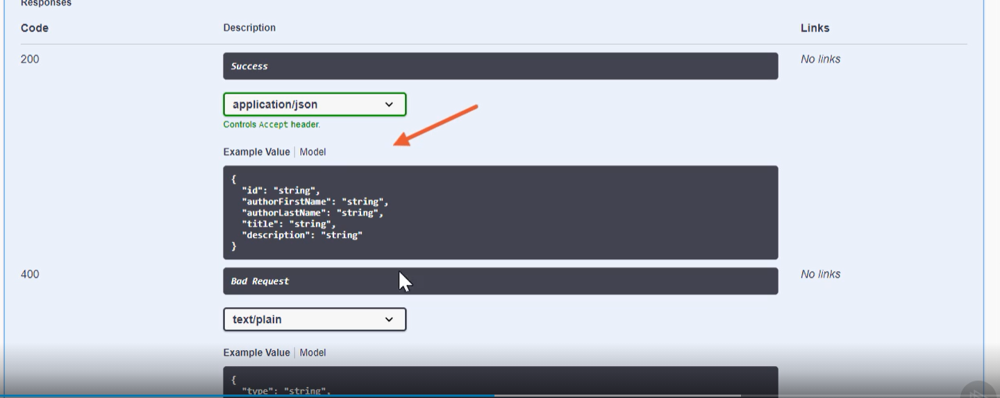 Responses
Code Description Links
200 Success No links
application/json
Controls Accept header.
Example Value Model
{
"id": "string",
"authorFirstName": "string",
"authorLastName": "string",
"title": "string",
"description": "string"
}
400 Bad Request No links
text/plain
Example Value Model
{
"type": "string",